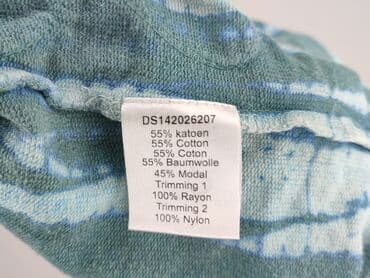 DS142026207
55% katoen
55% Cotton
55% Coton
55% Baumwolle
45% Modal
Trimming 1
100% Rayon
Trimming 2
100% Nylon